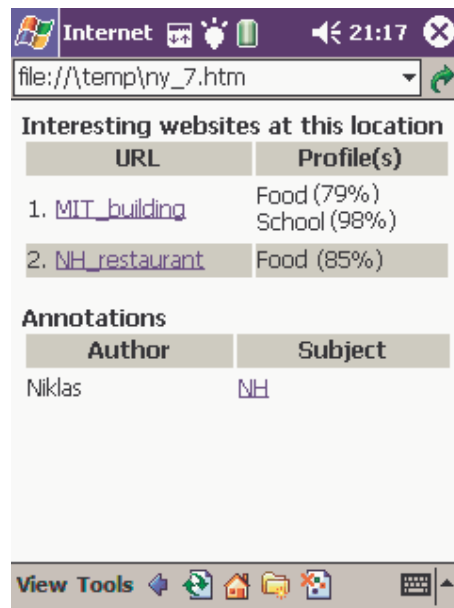 Internet 21:17
file://\temp\ny_7.htm
Interesting websites at this location
URL Profile(s)
1. MIT_building Food (79%)
School (98%)
2. NH_restaurant Food (85%)
Annotations
Author Subject
Niklas NH
View Tools